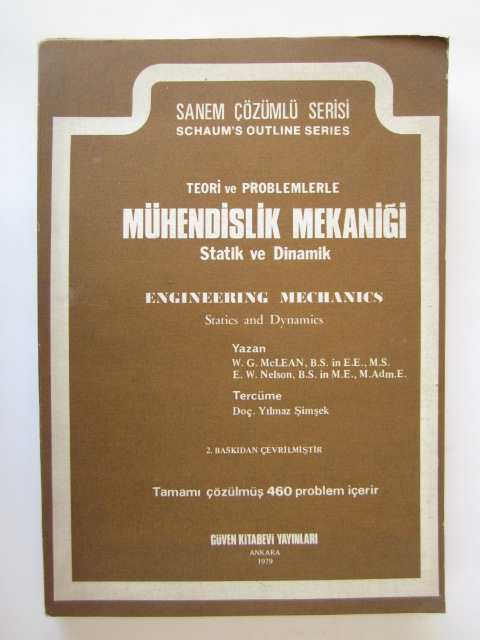 SANEM ÇÖZÜMLÜ SERİSİ
SCHAUM'S OUTLINE SERIES
TEORİ ve PROBLEMLERLE
MÜHENDİSLİK MEKANİĞİ
Statik ve Dinamik
ENGINEERING MECHANICS
Statics and Dynamics
Yazan
W. G. McLEAN, B.S. in E.E., M.S.
E. W. Nelson, B.S. in M.E., M.Adm.E.
Tercüme
Doç. Yılmaz Şimşek
2. BASKIDAN ÇEVRİLMİŞTİR
Tamamı çözülmüş 460 problem içerir
GÜVEN KİTABEVİ YAYINLARI
ANKARA
1979